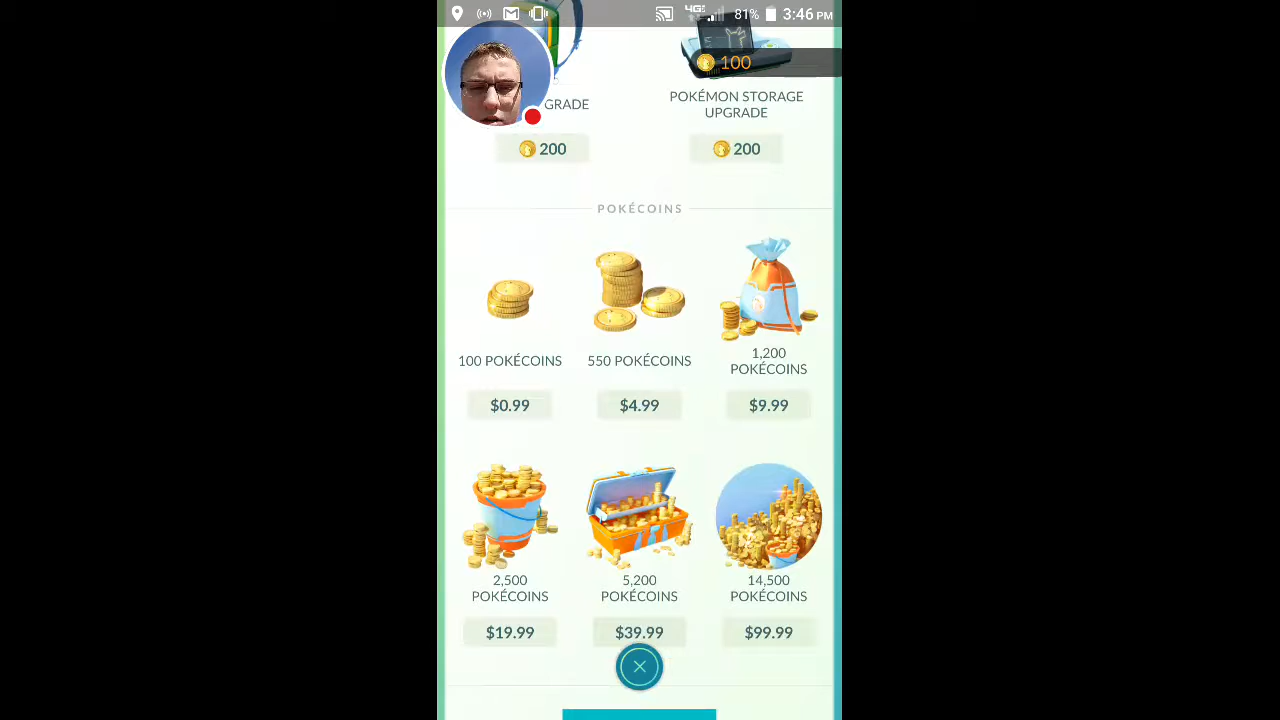 4G
81%
3:46 PM
100
GRADE
POKÉMON STORAGE
UPGRADE
200
200
POKÉCOINS
100 POKÉCOINS
550 POKÉCOINS
1,200
POKÉCOINS
$0.99
$4.99
$9.99
2,500
POKÉCOINS
5,200
POKÉCOINS
14,500
POKÉCOINS
$19.99
$39.99
$99.99